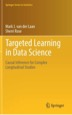 Mark J. van der Laan
Sherri Rose
Targeted Learning
in Data Science
Causal Inference for Complex
Longitudinal Studies